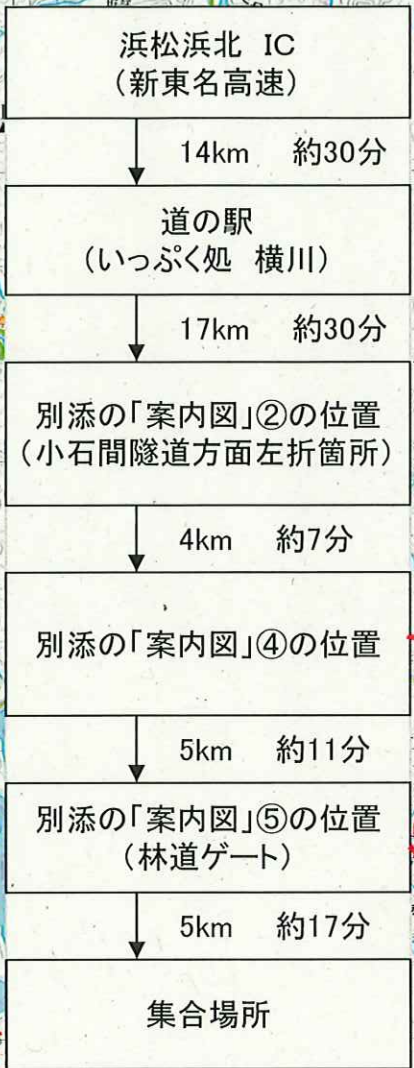 浜松浜北 IC
(新東名高速)
14km 約30分
道の駅
(いっぷく処 横川)
17km 約30分
別添の「案内図」②の位置
(小石間隧道方面左折箇所)
4km 約7分
別添の「案内図」④の位置
5km 約11分
別添の「案内図」⑤の位置
(林道ゲート)
5km 約17分
集合場所